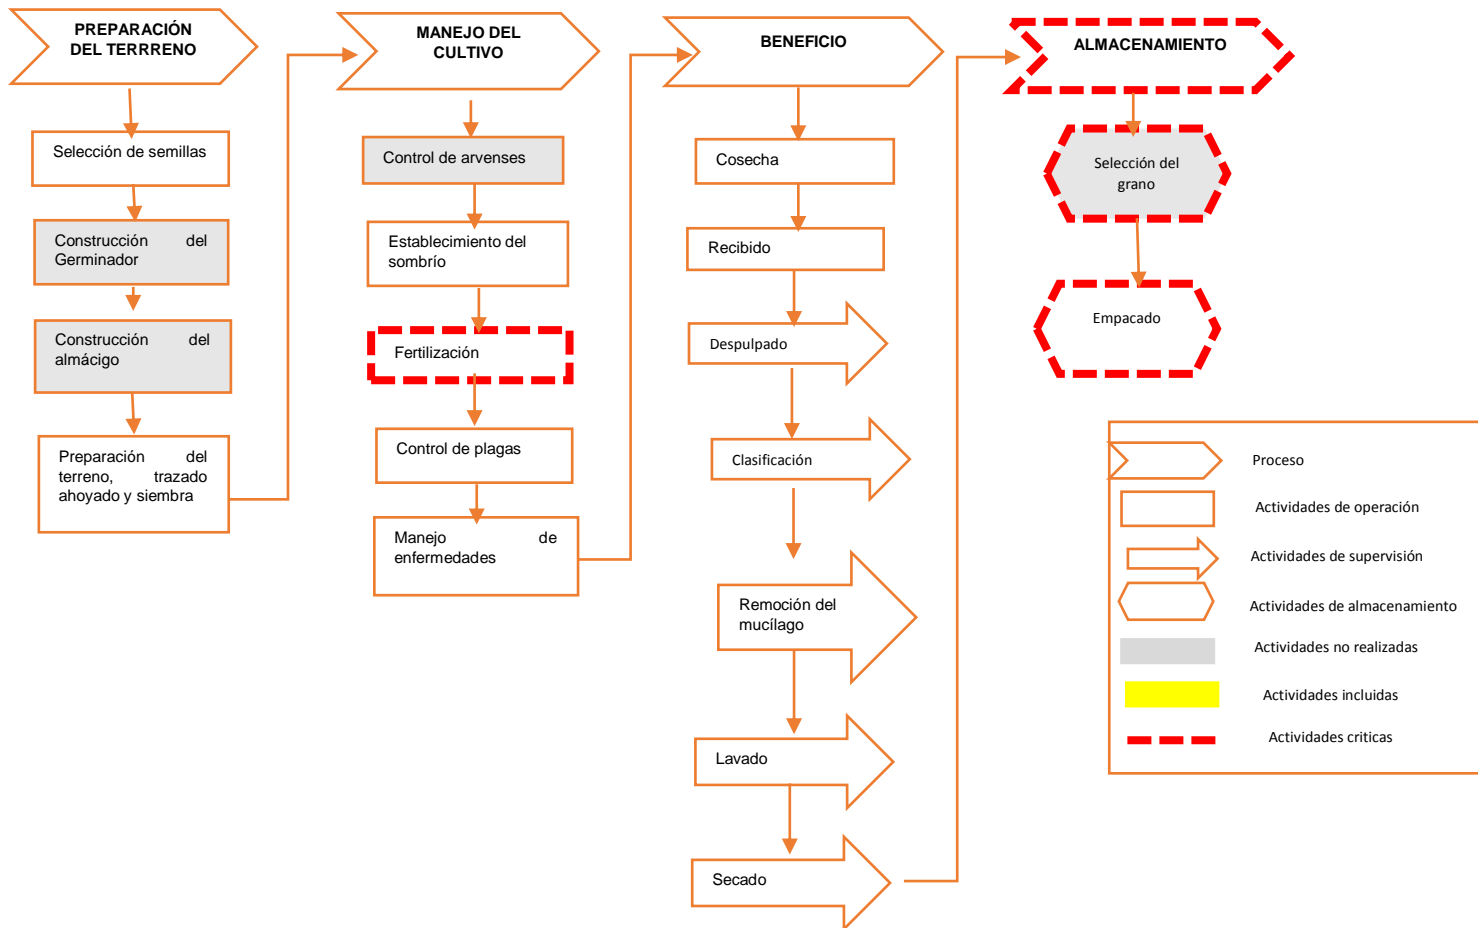 PREPARACIÓN
DEL TERRRENO
Selección de semillas
Construcción del
Germinador
Construcción del
almácigo
Preparación del
terreno, trazado
ahoyado y siembra
MANEJO DEL
CULTIVO
Control de arvenses
Establecimiento del
sombrío
Fertilización
Control de plagas
Manejo de
enfermedades
BENEFICIO
Cosecha
Recibido
Despulpado
Clasificación
Remoción del
mucílago
Lavado
Secado
ALMACENAMIENTO
Selección del
grano
Empacado
Proceso
Actividades de operación
Actividades de supervisión
Actividades de almacenamiento
Actividades no realizadas
Actividades incluidas
Actividades criticas